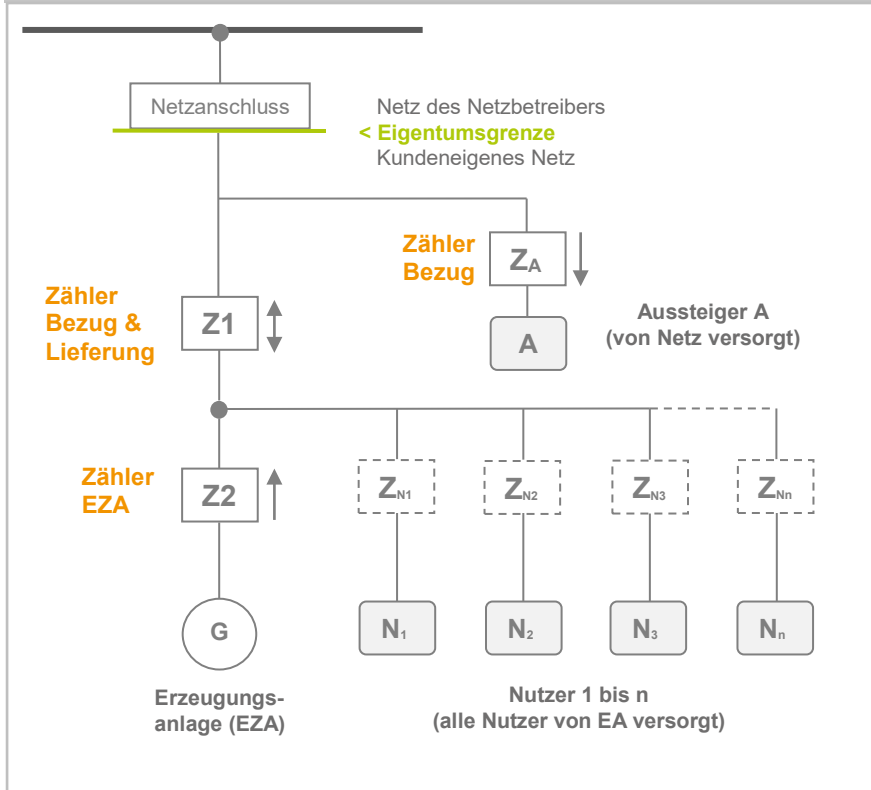 Netzanschluss
Netz des Netzbetreibers
< Eigentumsgrenze
Kundeneigenes Netz
Zähler
Bezug
ZA
Aussteiger A
(von Netz versorgt)
A
Zähler
Bezug &
Lieferung
Z1
Zähler
EZA
Z2
ZN1
ZN2
ZN3
ZNn
G
N1
N2
N3
Nn
Erzeugungs-
anlage (EZA)
Nutzer 1 bis n
(alle Nutzer von EA versorgt)